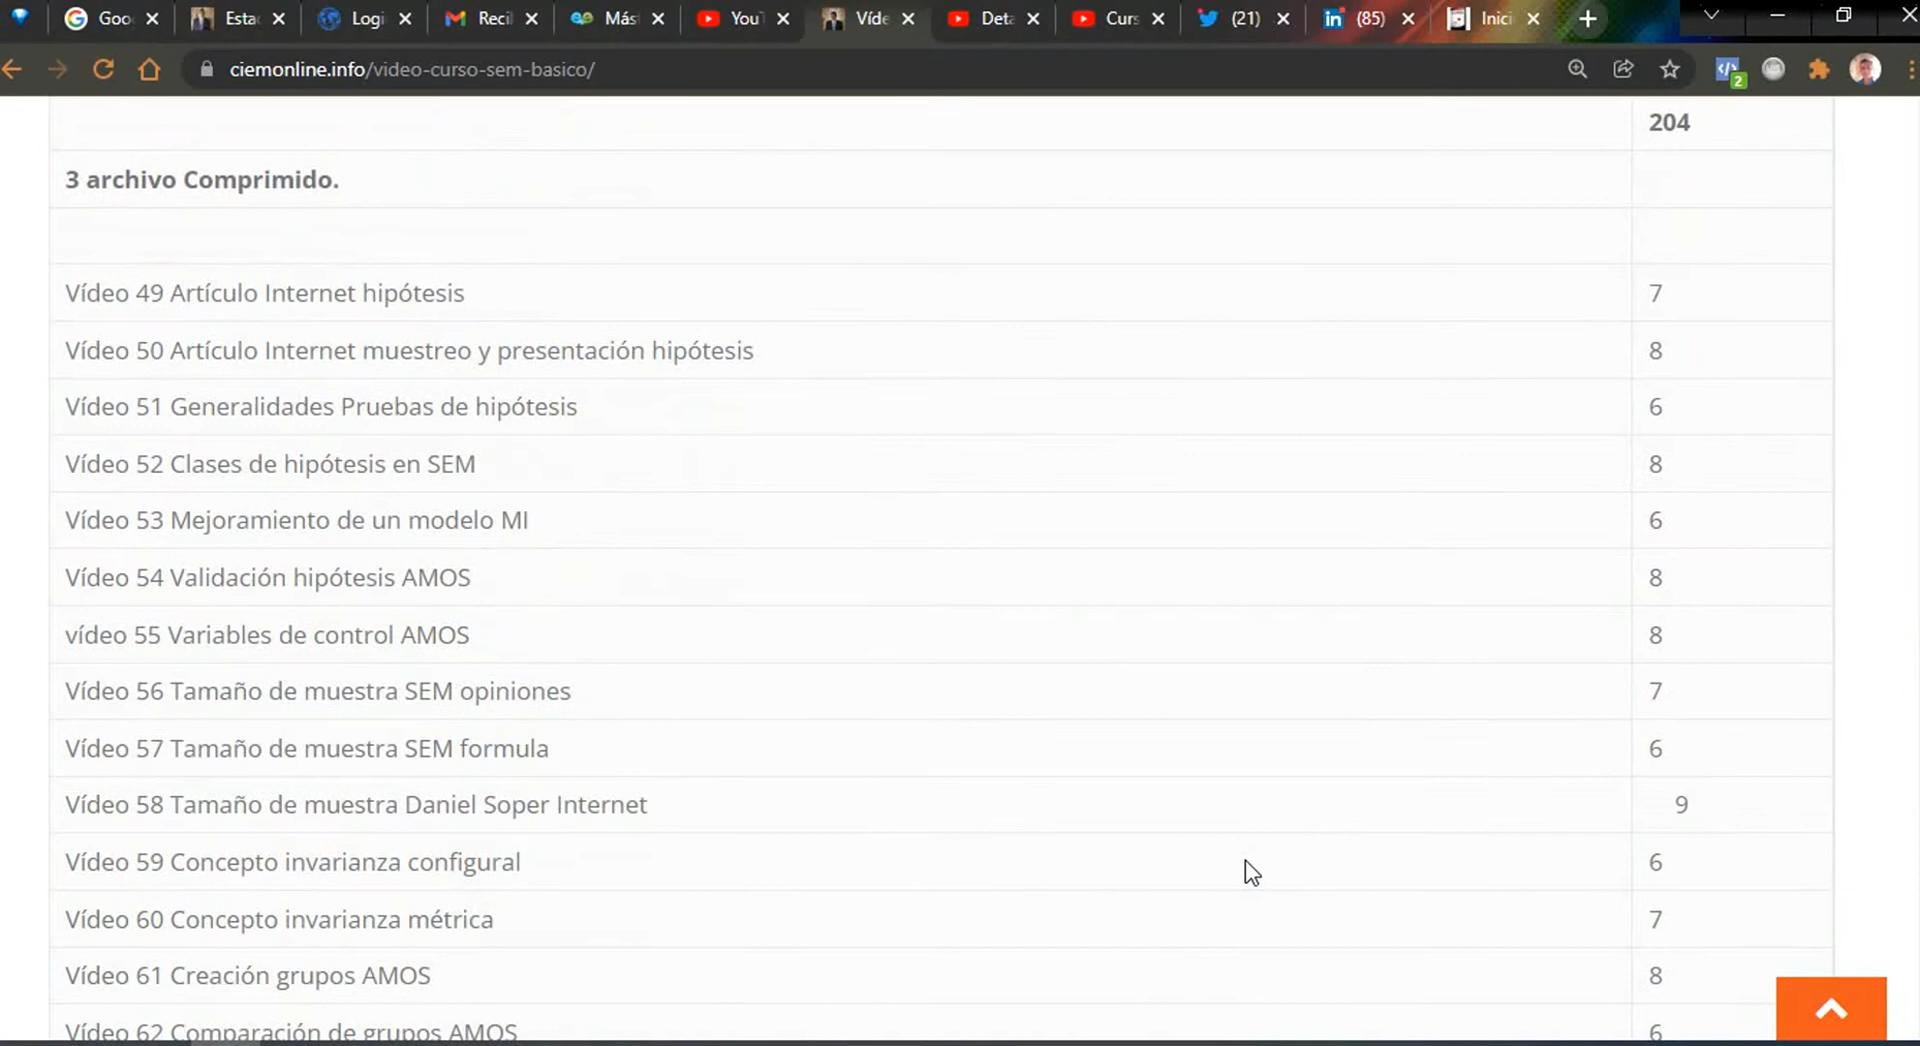 Goo
Esta
Logi
Recil
Más
You
Víde
Deta
Curs
(21)
in (85)
Inici
ciemonline.info/video-curso-sem-basico/
2
204
3 archivo Comprimido.
Vídeo 49 Artículo Internet hipótesis 7
Vídeo 50 Artículo Internet muestreo y presentación hipótesis 8
Vídeo 51 Generalidades Pruebas de hipótesis 6
Vídeo 52 Clases de hipótesis en SEM 8
Vídeo 53 Mejoramiento de un modelo MI 6
Vídeo 54 Validación hipótesis AMOS 8
vídeo 55 Variables de control AMOS 8
Vídeo 56 Tamaño de muestra SEM opiniones 7
Vídeo 57 Tamaño de muestra SEM formula 6
Vídeo 58 Tamaño de muestra Daniel Soper Internet 9
Vídeo 59 Concepto invarianza configural 6
Vídeo 60 Concepto invarianza métrica 7
Vídeo 61 Creación grupos AMOS 8
Vídeo 62 Comparación de grupos AMOS 6